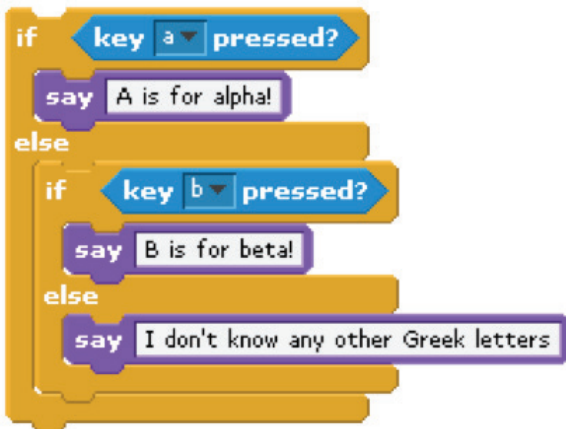 if key a pressed?
say A is for alpha!
else
if key b pressed?
say B is for beta!
else
say I don't know any other Greek letters